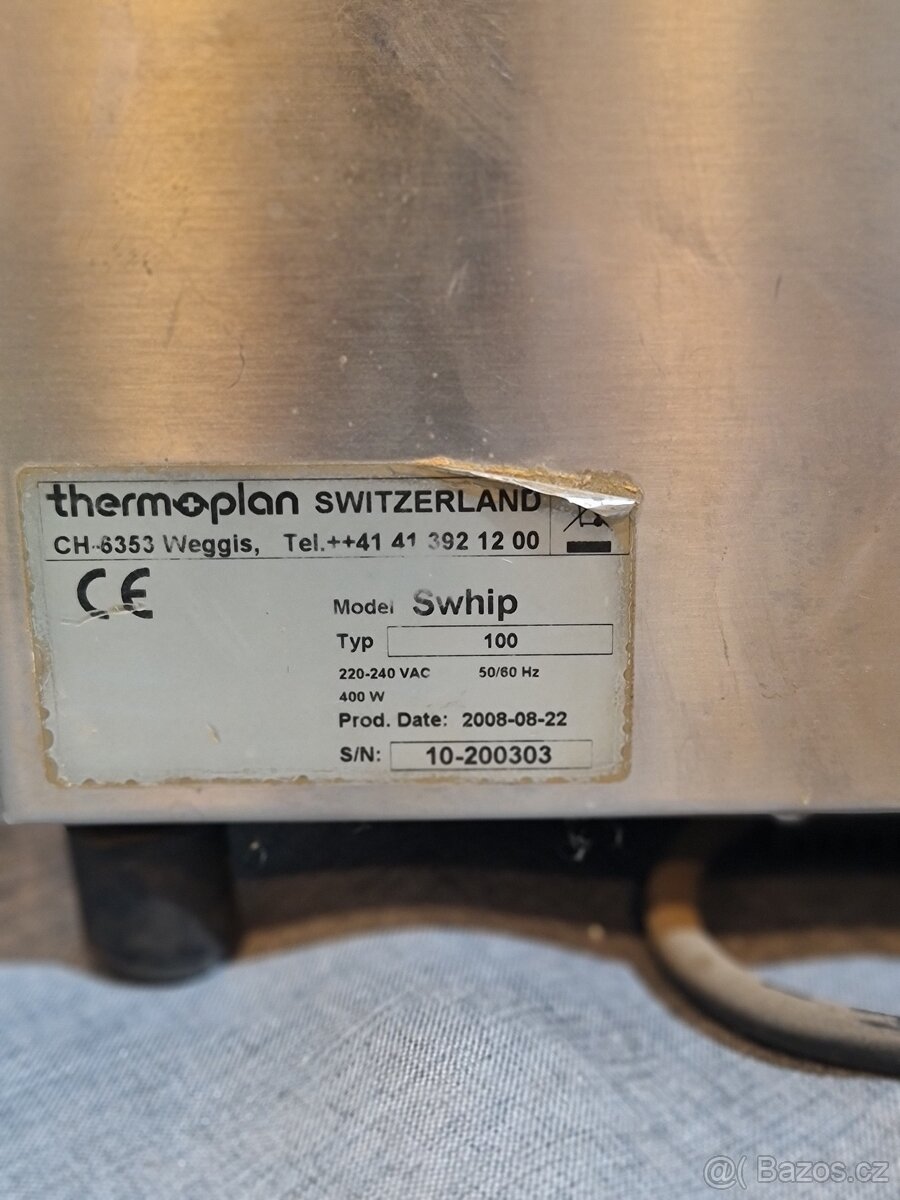 thermoplan SWITZERLAND
CH-6353 Weggis, Tel.++41 41 392 12 00
CE
Model Swhip
Typ 100
220-240 VAC 50/60 Hz
400 W
Prod. Date: 2008-08-22
S/N: 10-200303
@( Bazos.cz